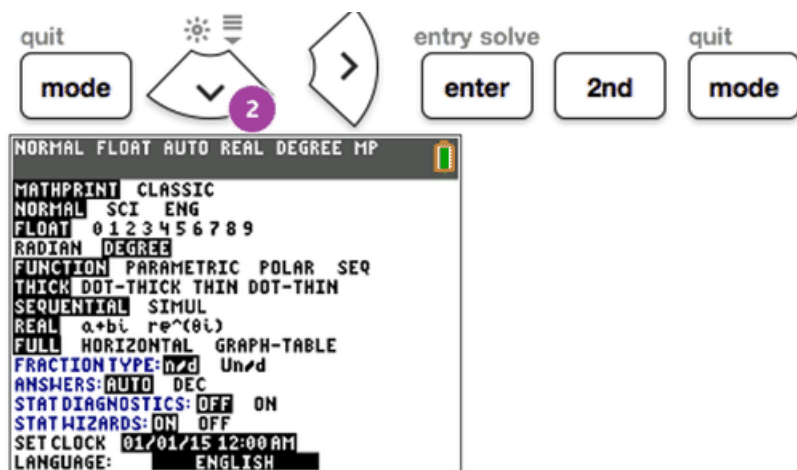 quit entry solve quit
mode 2 enter 2nd mode
NORMAL FLOAT AUTO REAL DEGREE MP
MATHPRINT CLASSIC
NORMAL SCI ENG
FLOAT 0 1 2 3 4 5 6 7 8 9
RADIAN DEGREE
FUNCTION PARAMETRIC POLAR SEQ
THICK DOT-THICK THIN DOT-THIN
SEQUENTIAL SIMUL
REAL a+bi re^(θi)
FULL HORIZONTAL GRAPH-TABLE
FRACTION TYPE: n/d Un/d
ANSWERS: AUTO DEC
STAT DIAGNOSTICS: OFF ON
STAT WIZARDS: ON OFF
SET CLOCK 01/01/15 12:00 AM
LANGUAGE: ENGLISH